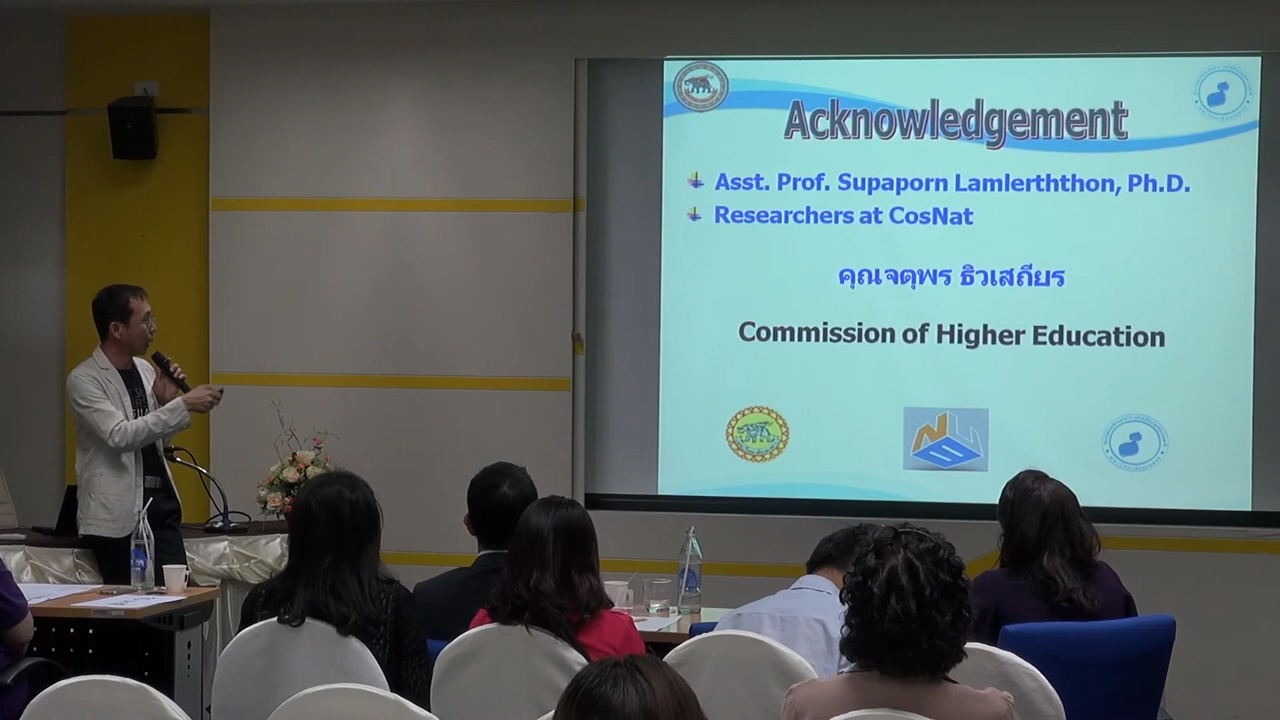 Acknowledgement
Asst. Prof. Supaporn Lamlerththon, Ph.D.
Researchers at CosNat
คุณจตุพร ธิวเสถียร
Commission of Higher Education